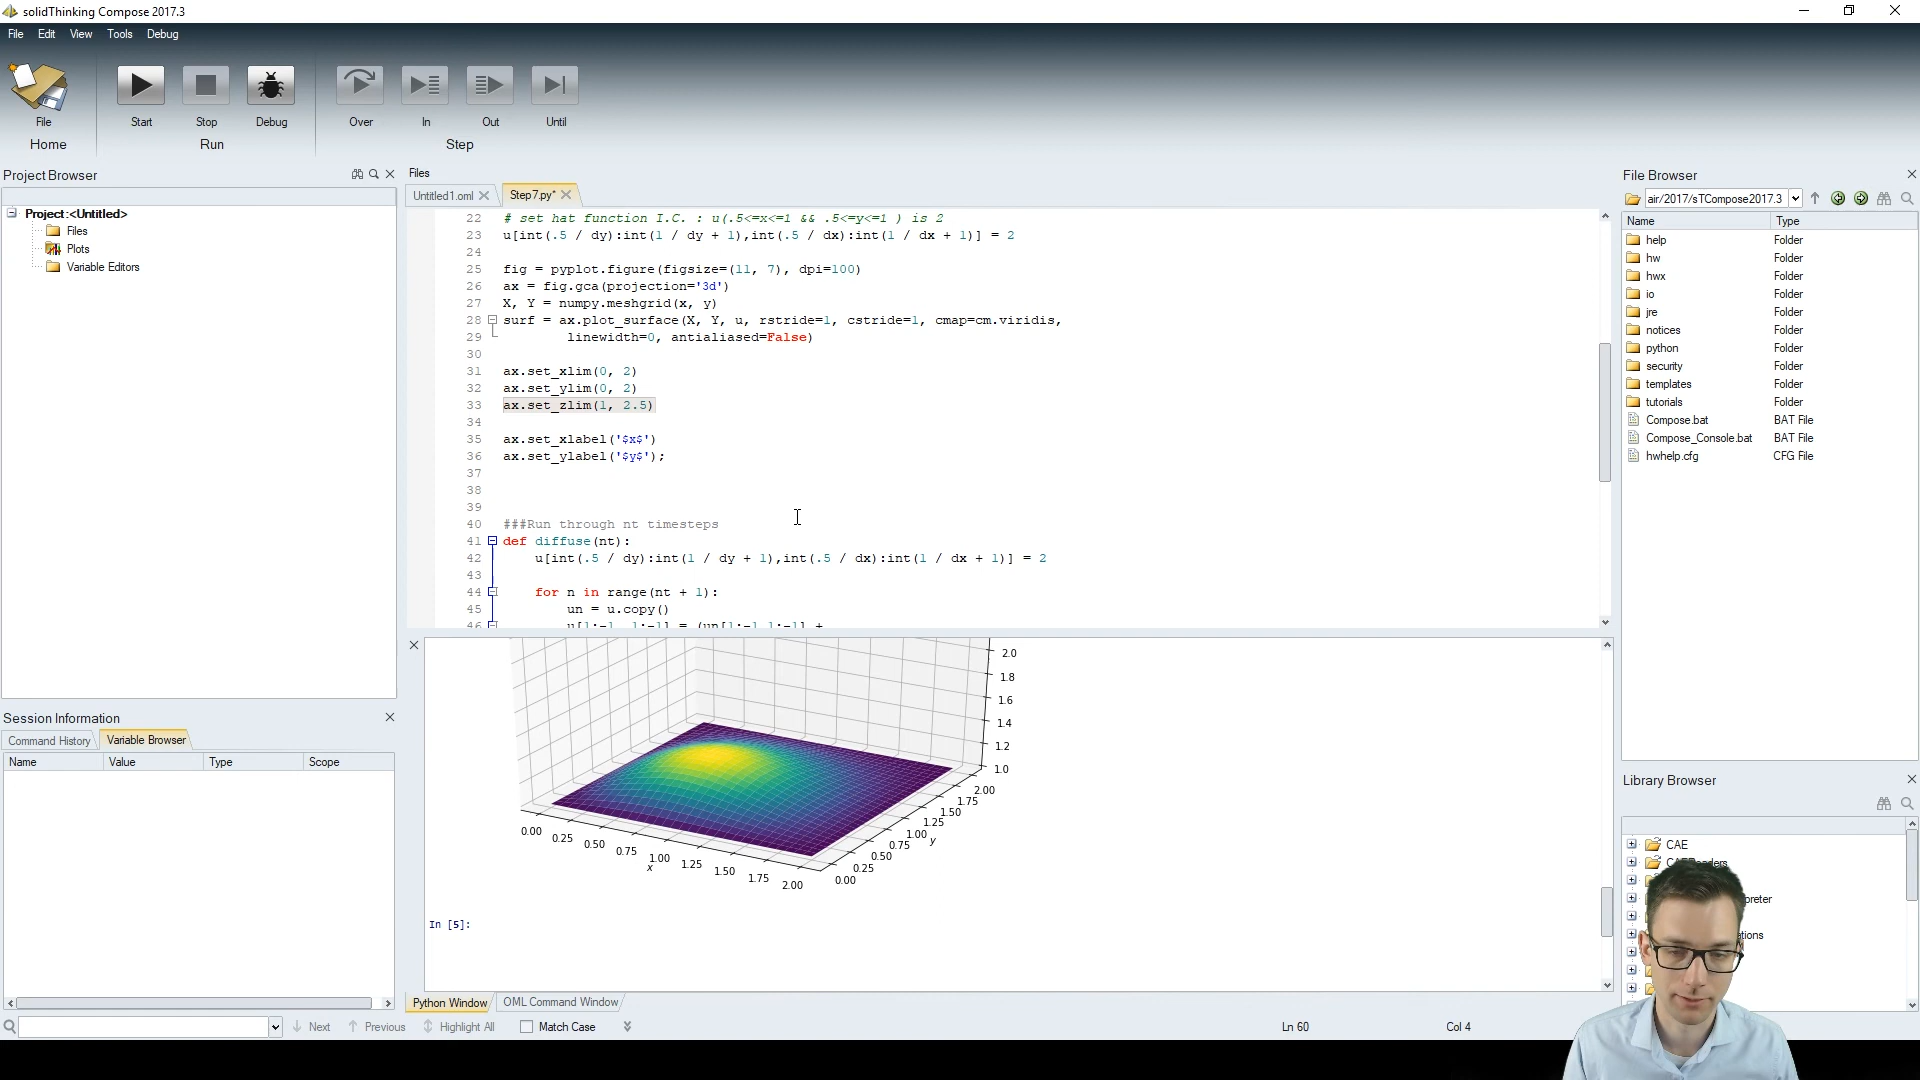 solidThinking Compose 2017.3
File Edit View Tools Debug
File Start Stop Debug Over In Out Until
Home Run Step
Project Browser
Project:<Untitled>
Files
Plots
Variable Editors
Session Information
Command History Variable Browser
Name Value Type Scope
Files
Untitled1.oml Step7.py*
22 # set hat function I.C. : u(.5<=x<=1 && .5<=y<=1 ) is 2
23 u[int(.5 / dy):int(1 / dy + 1),int(.5 / dx):int(1 / dx + 1)] = 2
24
25 fig = pyplot.figure(figsize=(11, 7), dpi=100)
26 ax = fig.gca(projection='3d')
27 X, Y = numpy.meshgrid(x, y)
28 surf = ax.plot_surface(X, Y, u, rstride=1, cstride=1, cmap=cm.viridis,
29 linewidth=0, antialiased=False)
30
31 ax.set_xlim(0, 2)
32 ax.set_ylim(0, 2)
33 ax.set_zlim(1, 2.5)
34
35 ax.set_xlabel('$x$')
36 ax.set_ylabel('$y$');
37
38
39
40 ###Run through nt timesteps
41 def diffuse(nt):
42 u[int(.5 / dy):int(1 / dy + 1),int(.5 / dx):int(1 / dx + 1)] = 2
43
44 for n in range(nt + 1):
45 un = u.copy()
46 u[1:-1, 1:-1] = (un[1:-1,1:-1] +
2.0
1.8
1.6
1.4
1.2
1.0
0.00 0.25 0.50 0.75 1.00 1.25 1.50 1.75 2.00
x
0.00 0.25 0.50 0.75 1.00 1.25 1.50 1.75 2.00
y
In [5]:
Python Window OML Command Window
Next Previous Highlight All Match Case
Ln 60 Col 4
File Browser
air/2017/sTCompose2017.3
Name Type
help Folder
hw Folder
hwx Folder
io Folder
jre Folder
notices Folder
python Folder
security Folder
templates Folder
tutorials Folder
Compose.bat BAT File
Compose_Console.bat BAT File
hwhelp.cfg CFG File
Library Browser
CAE